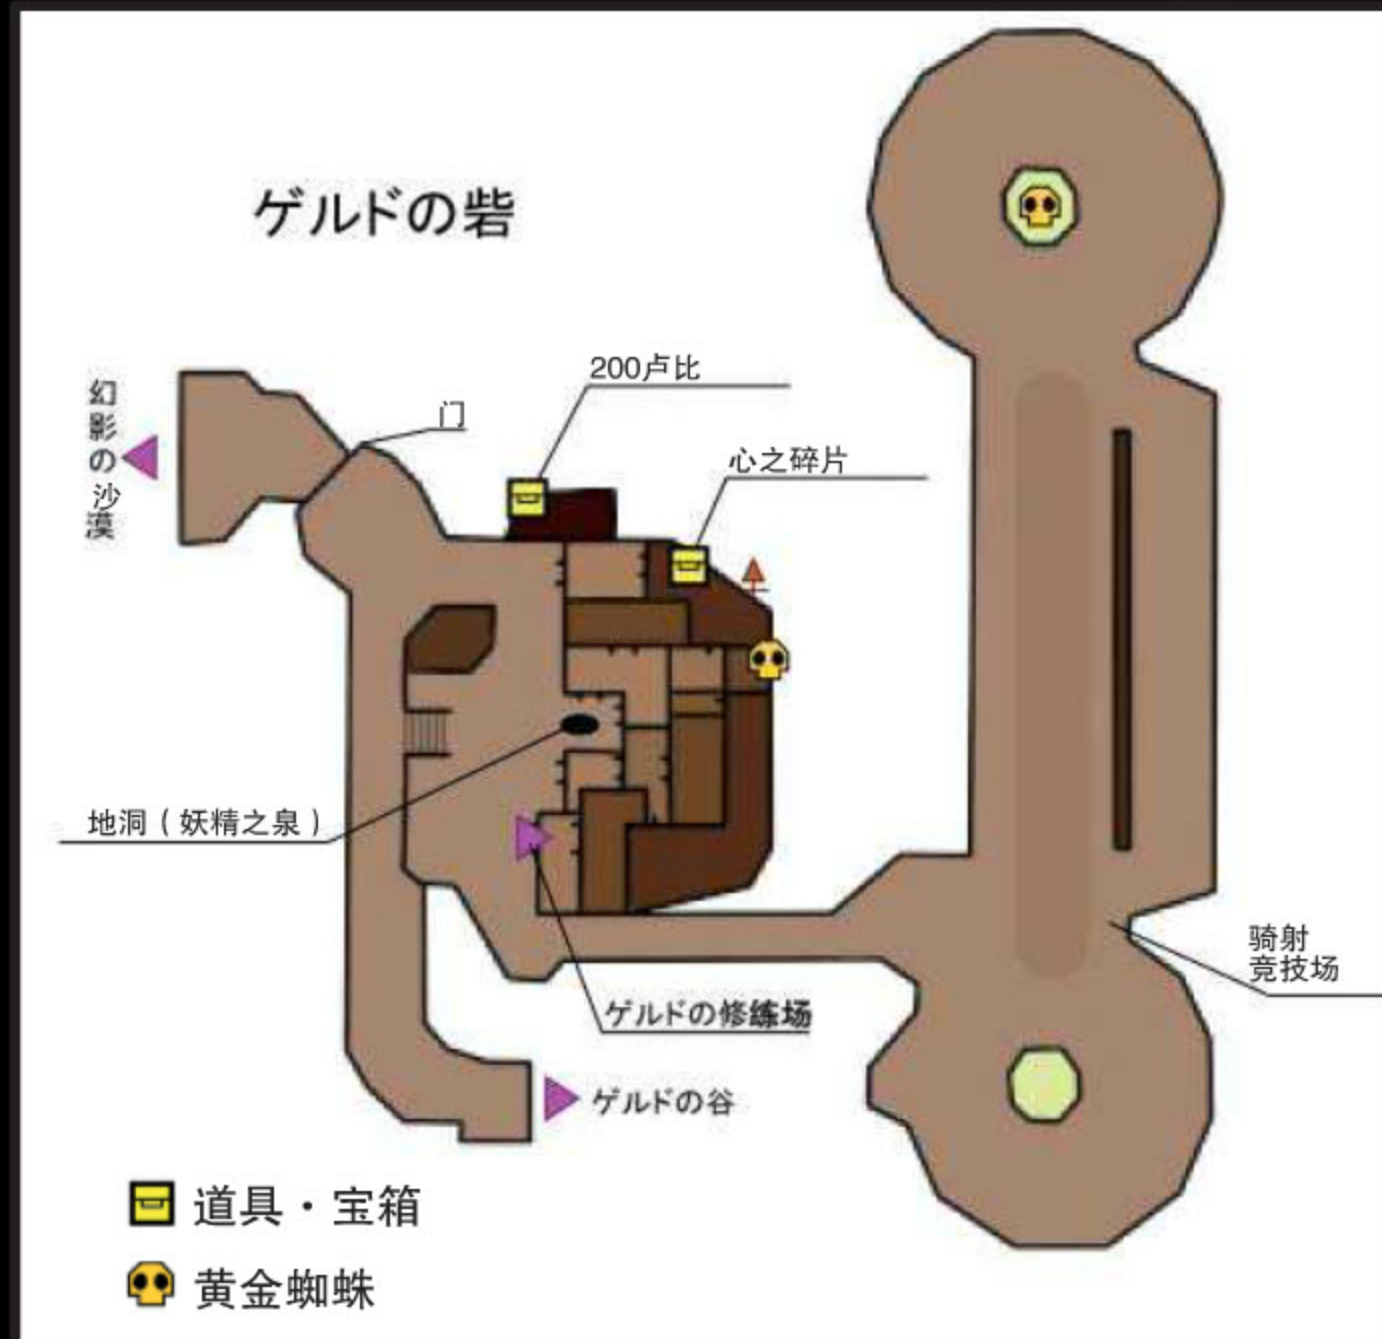 ゲルドの砦
200卢比
幻影の沙漠
门
心之碎片
地洞（妖精之泉）
骑射
竞技场
ゲルドの修练场
ゲルドの谷
道具・宝箱
黄金蜘蛛